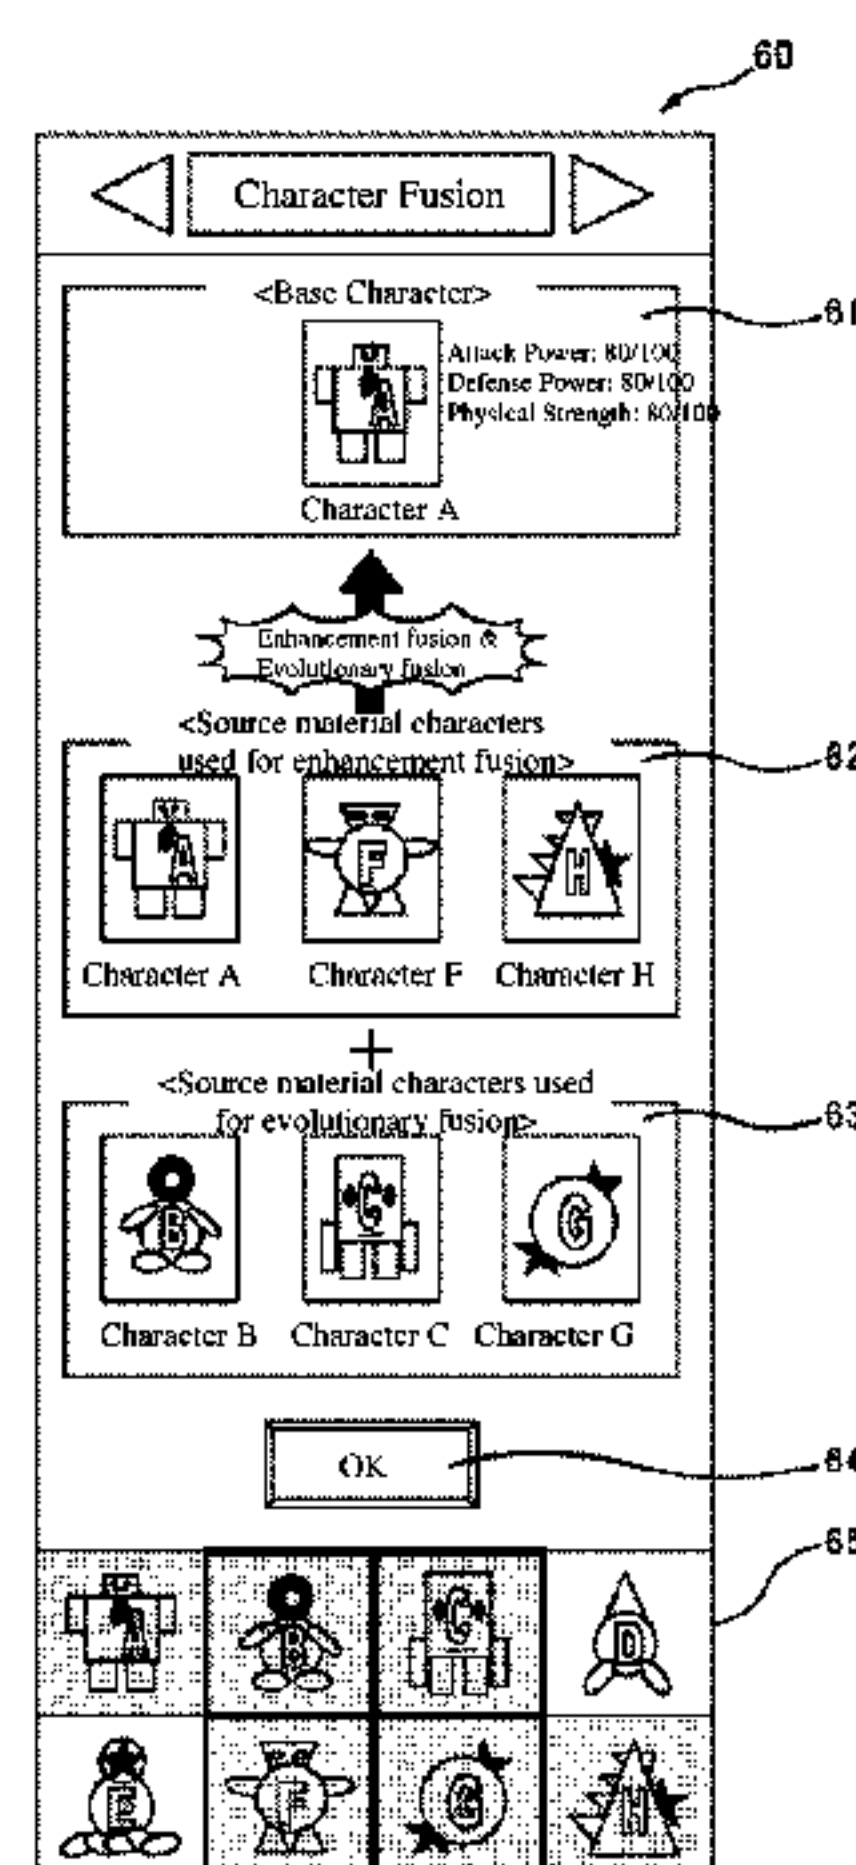 60
Character Fusion
<Base Character>
61
Attack Power: 80/100
Defense Power: 80/100
Physical Strength: 80/100
A
Character A
Enhancement fusion &
Evolutionary fusion
<Source material characters
used for enhancement fusion>
62
A F H
Character A Character F Character H
+
<Source material characters used
for evolutionary fusion>
63
B C G
Character B Character C Character G
OK
64
65
A B C D
E F G H